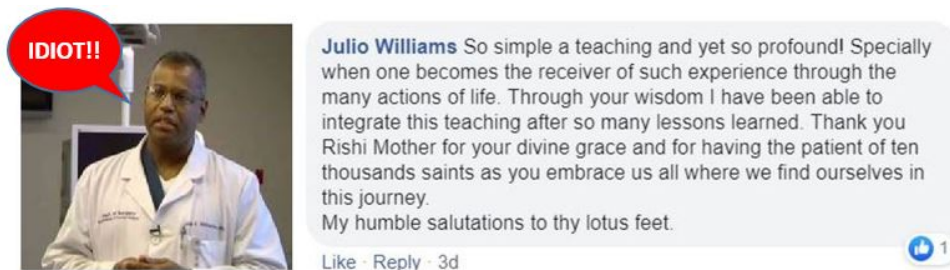 IDIOT!!
Julio Williams So simple a teaching and yet so profound! Specially
when one becomes the receiver of such experience through the
many actions of life. Through your wisdom I have been able to
integrate this teaching after so many lessons learned. Thank you
Rishi Mother for your divine grace and for having the patient of ten
thousands saints as you embrace us all where we find ourselves in
this journey.
My humble salutations to thy lotus feet.
Like · Reply · 3d
1